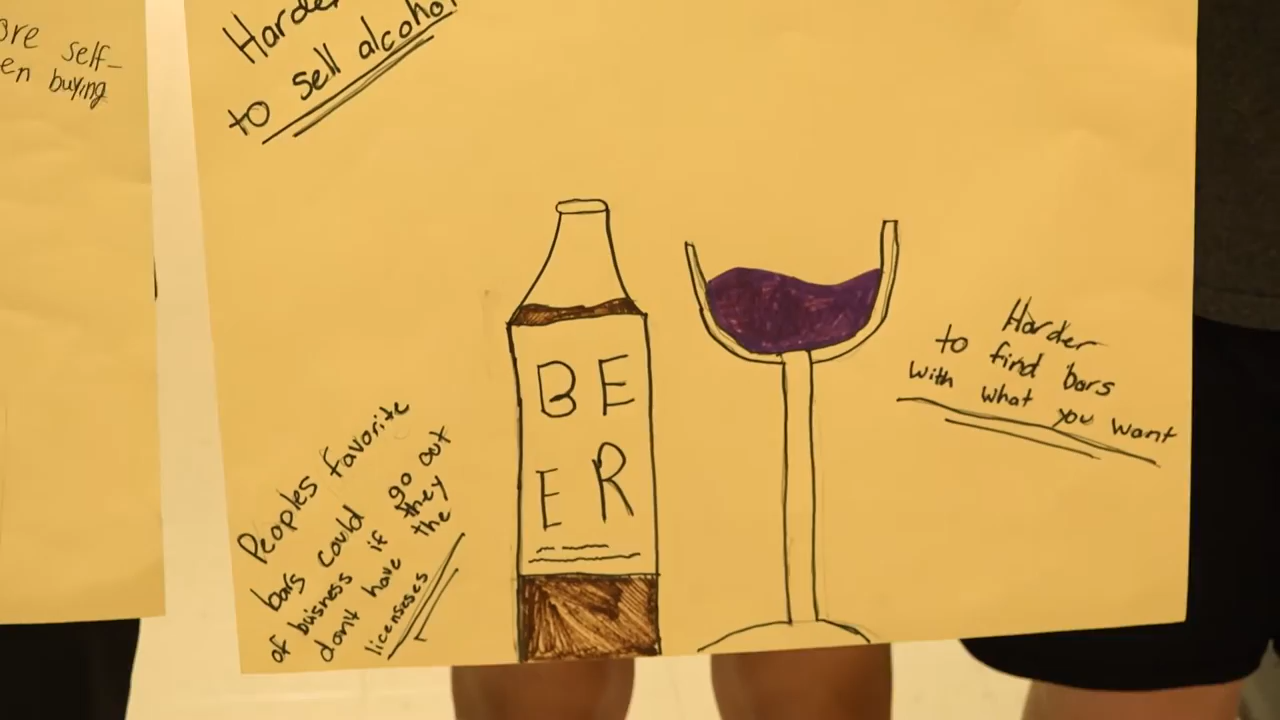 ore self-
en buying
Harder
to sell alcohol
BE
ER
Harder
to find bars
with what you want
Peoples favorite
bars could go out
of buisness if they
dont have the
licenseses